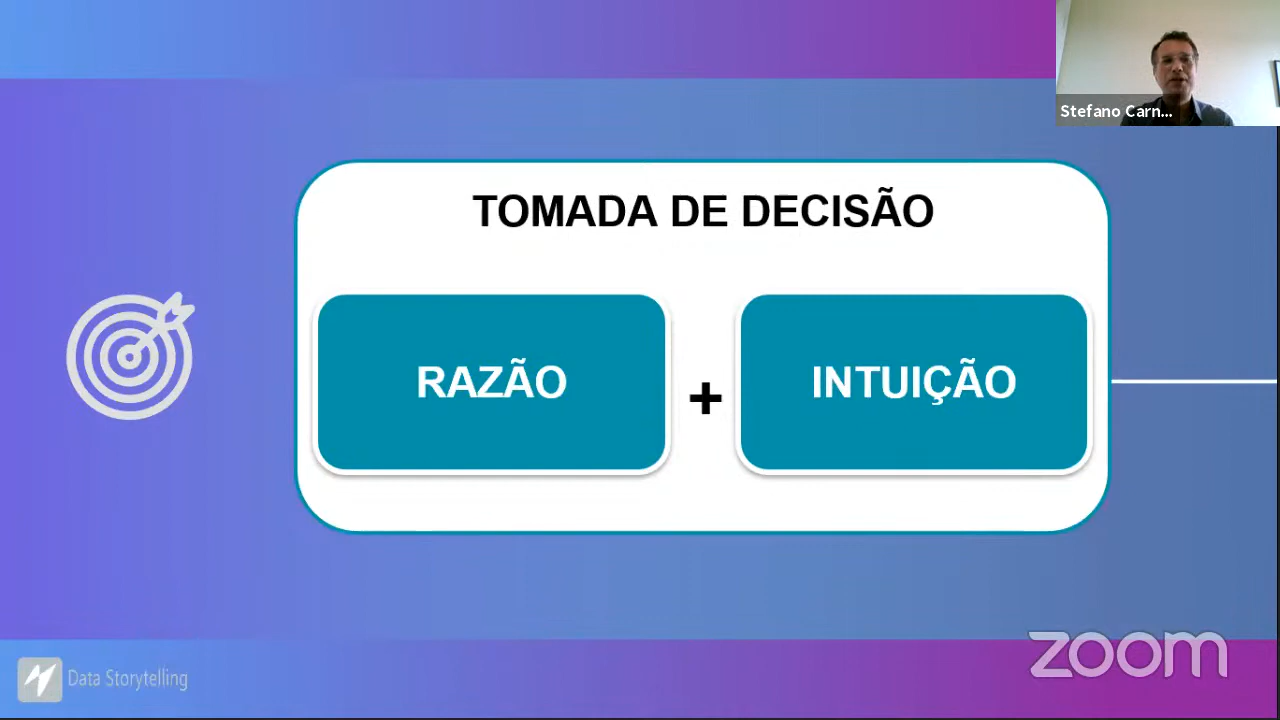 Stefano Carn...
TOMADA DE DECISÃO
RAZÃO
+
INTUIÇÃO
zoom
Data Storytelling